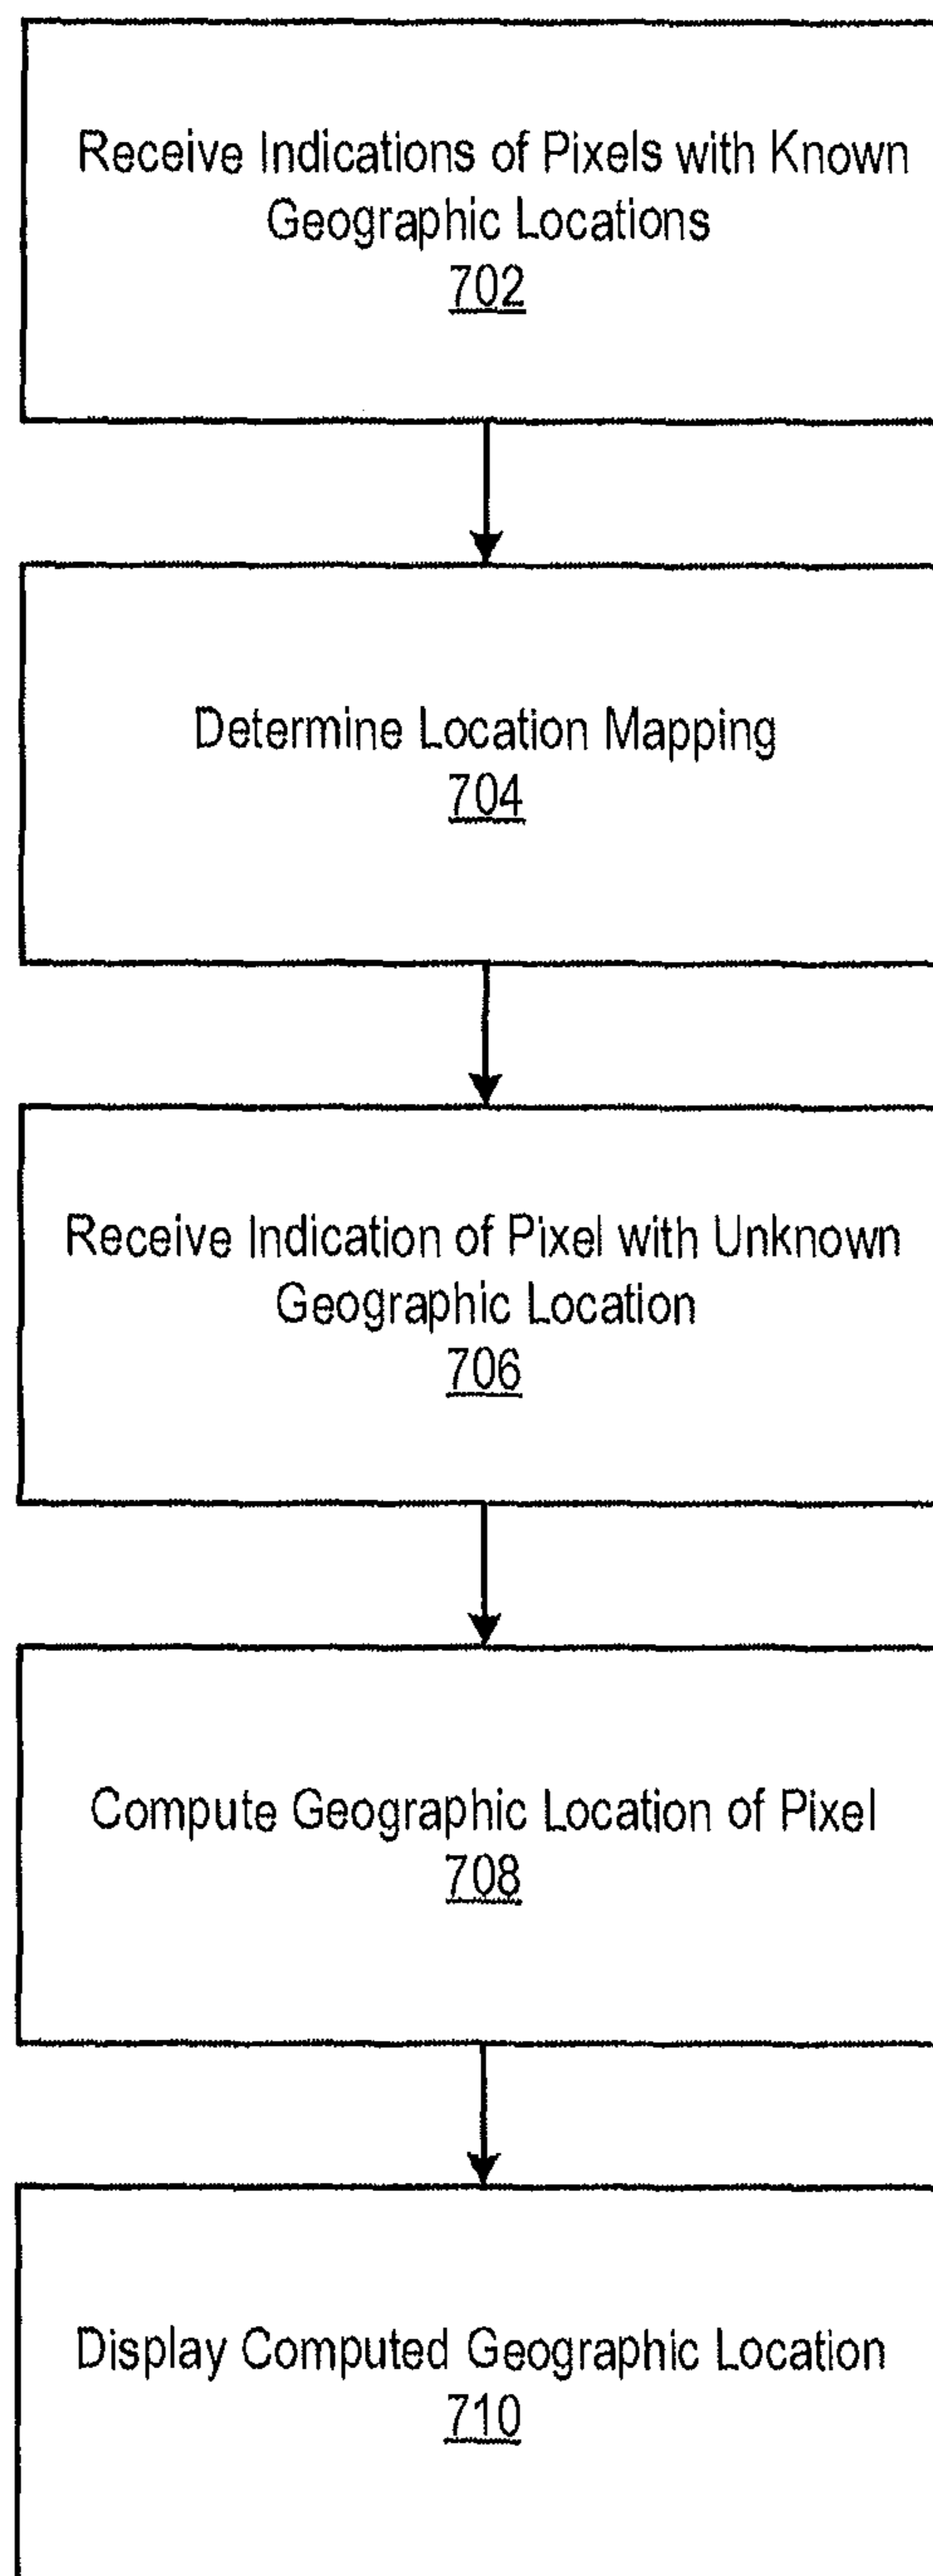 Receive Indications of Pixels with Known
Geographic Locations
702
Determine Location Mapping
704
Receive Indication of Pixel with Unknown
Geographic Location
706
Compute Geographic Location of Pixel
708
Display Computed Geographic Location
710